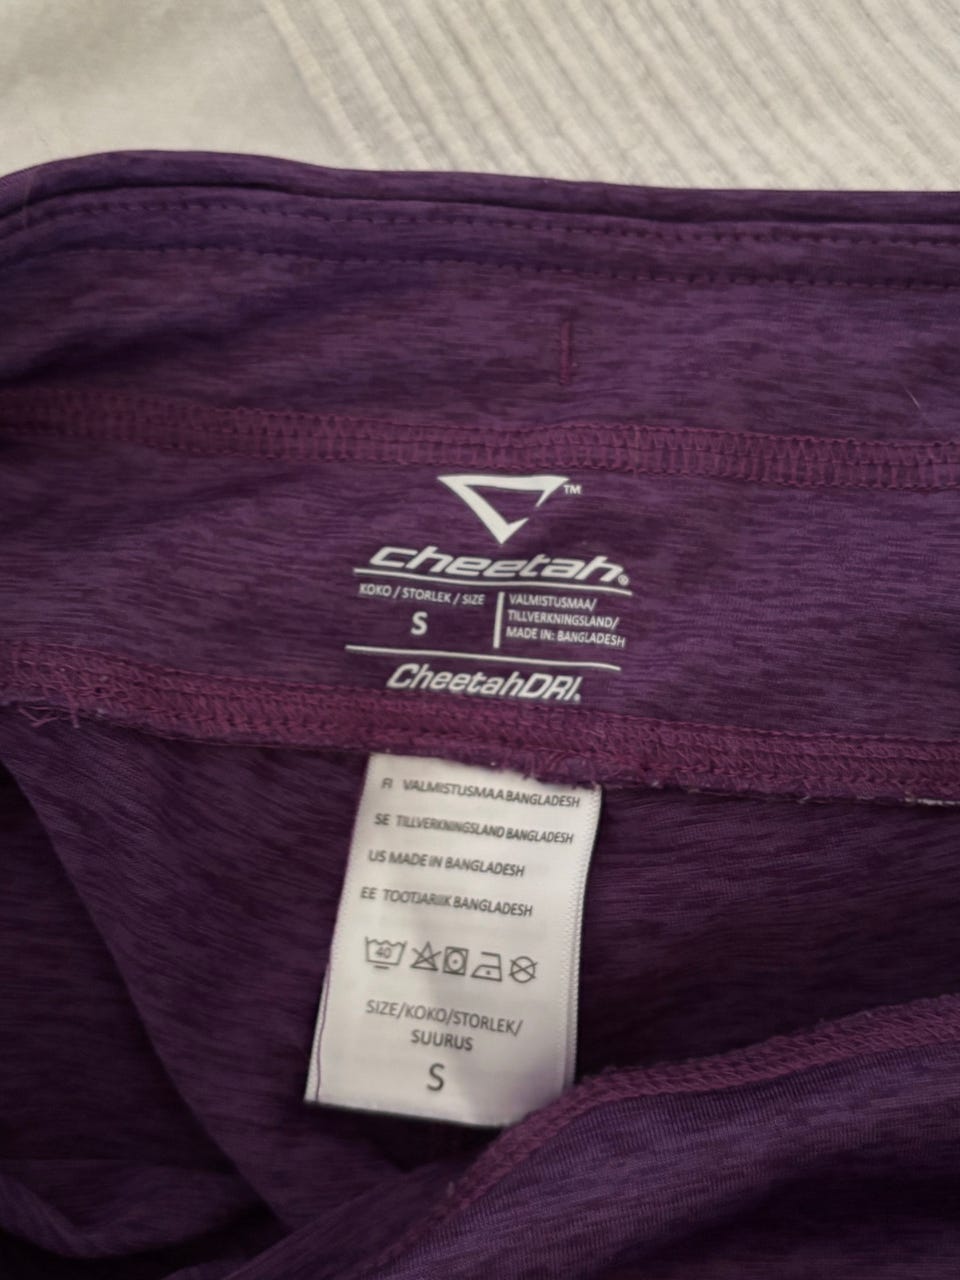 TM
cheetah®
KOKO / STORLEK / SIZE
S
VALMISTUSMAA/
TILLVERKNINGSLAND/
MADE IN: BANGLADESH
CheetahDRI.
FI VALMISTUSMAA BANGLADESH
SE TILLVERKNINGSLAND BANGLADESH
US MADE IN BANGLADESH
EE TOOTJARIIK BANGLADESH
40
SIZE/KOKO/STORLEK/
SUURUS
S